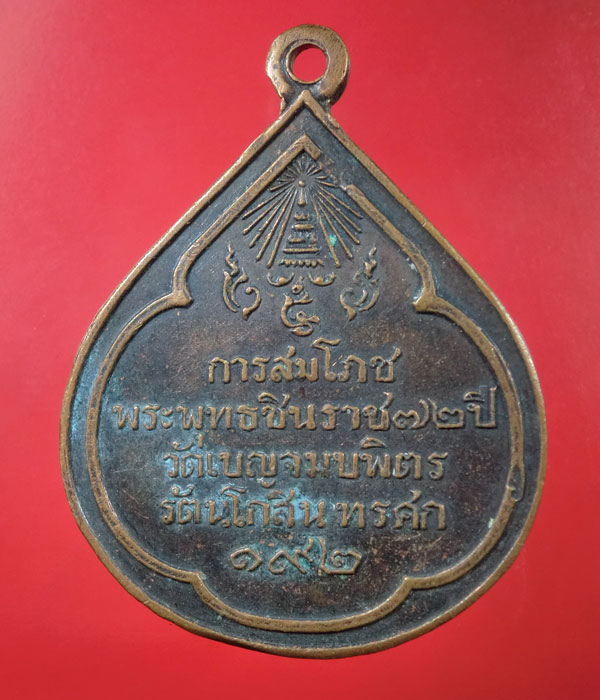 การสมโภช
พระพุทธชินราช๗๒ปี
วัดเบญจมบพิตร
รัตนโกสินทรศก
๑๙๒